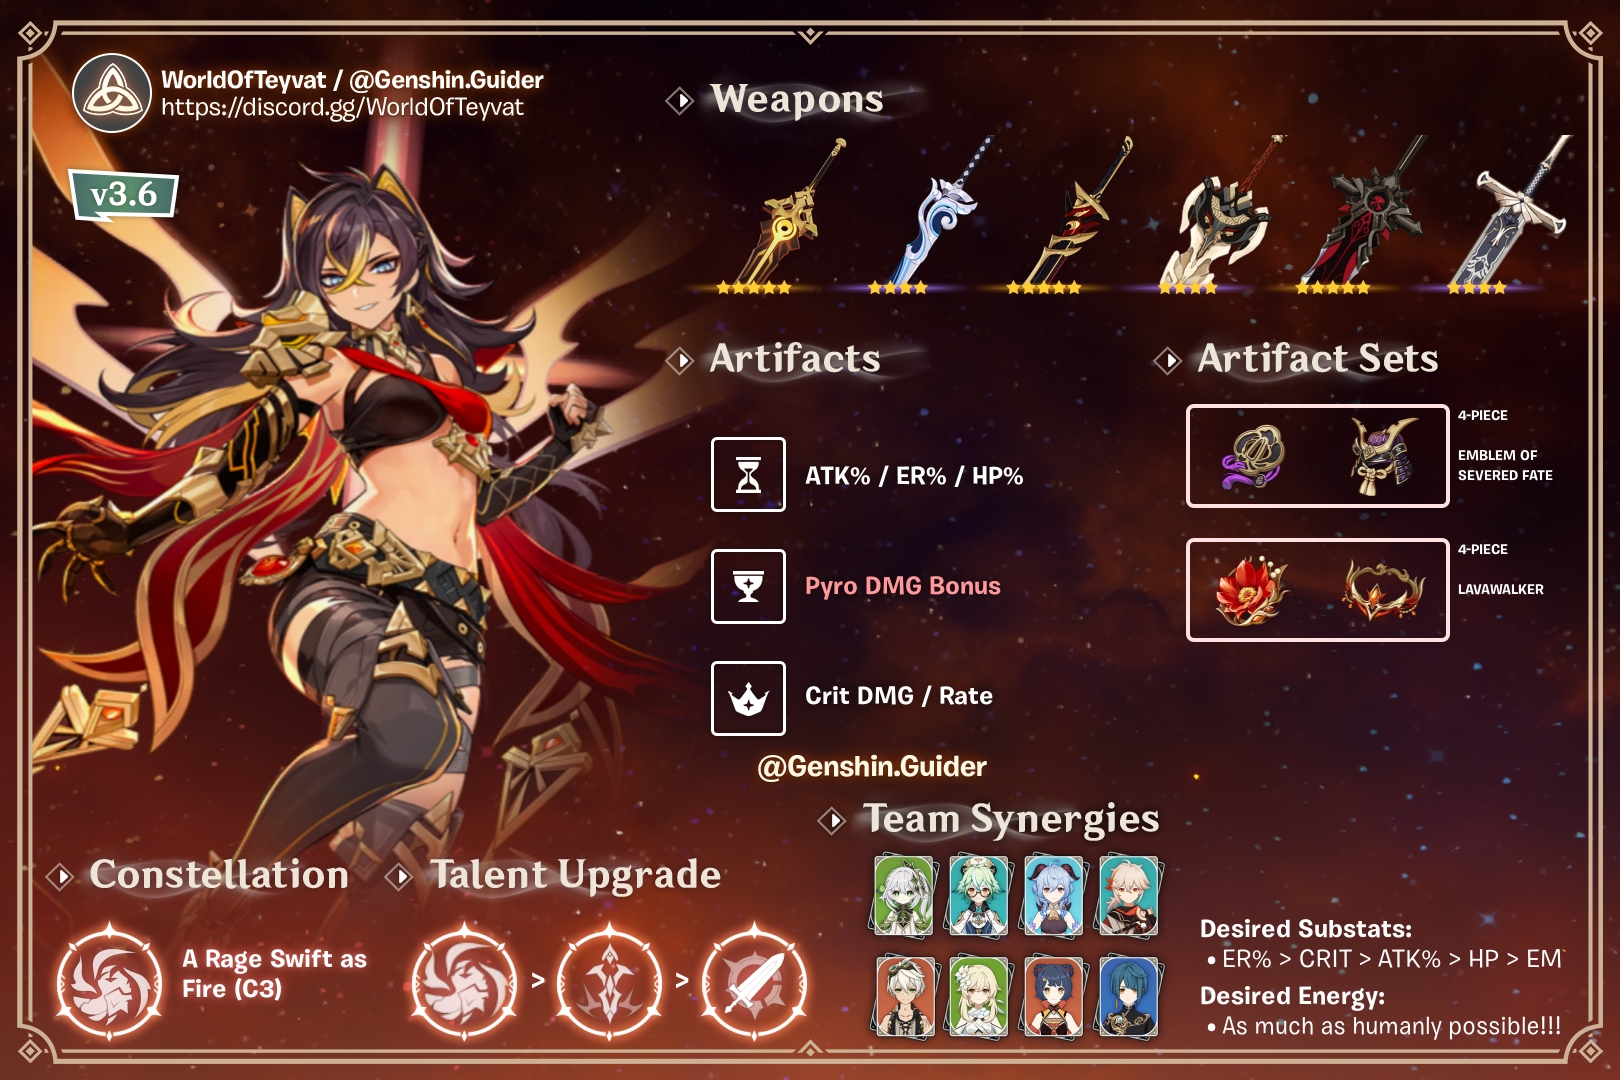 WorldOfTeyvat / @Genshin.Guider
https://discord.gg/WorldOfTeyvat
v3.6
Weapons
Artifacts
ATK% / ER% / HP%
Pyro DMG Bonus
Crit DMG / Rate
@Genshin.Guider
Artifact Sets
4-PIECE
EMBLEM OF
SEVERED FATE
4-PIECE
LAVAWALKER
Constellation
A Rage Swift as
Fire (C3)
Talent Upgrade
> >
Team Synergies
Desired Substats:
• ER% > CRIT > ATK% > HP > EM
Desired Energy:
• As much as humanly possible!!!